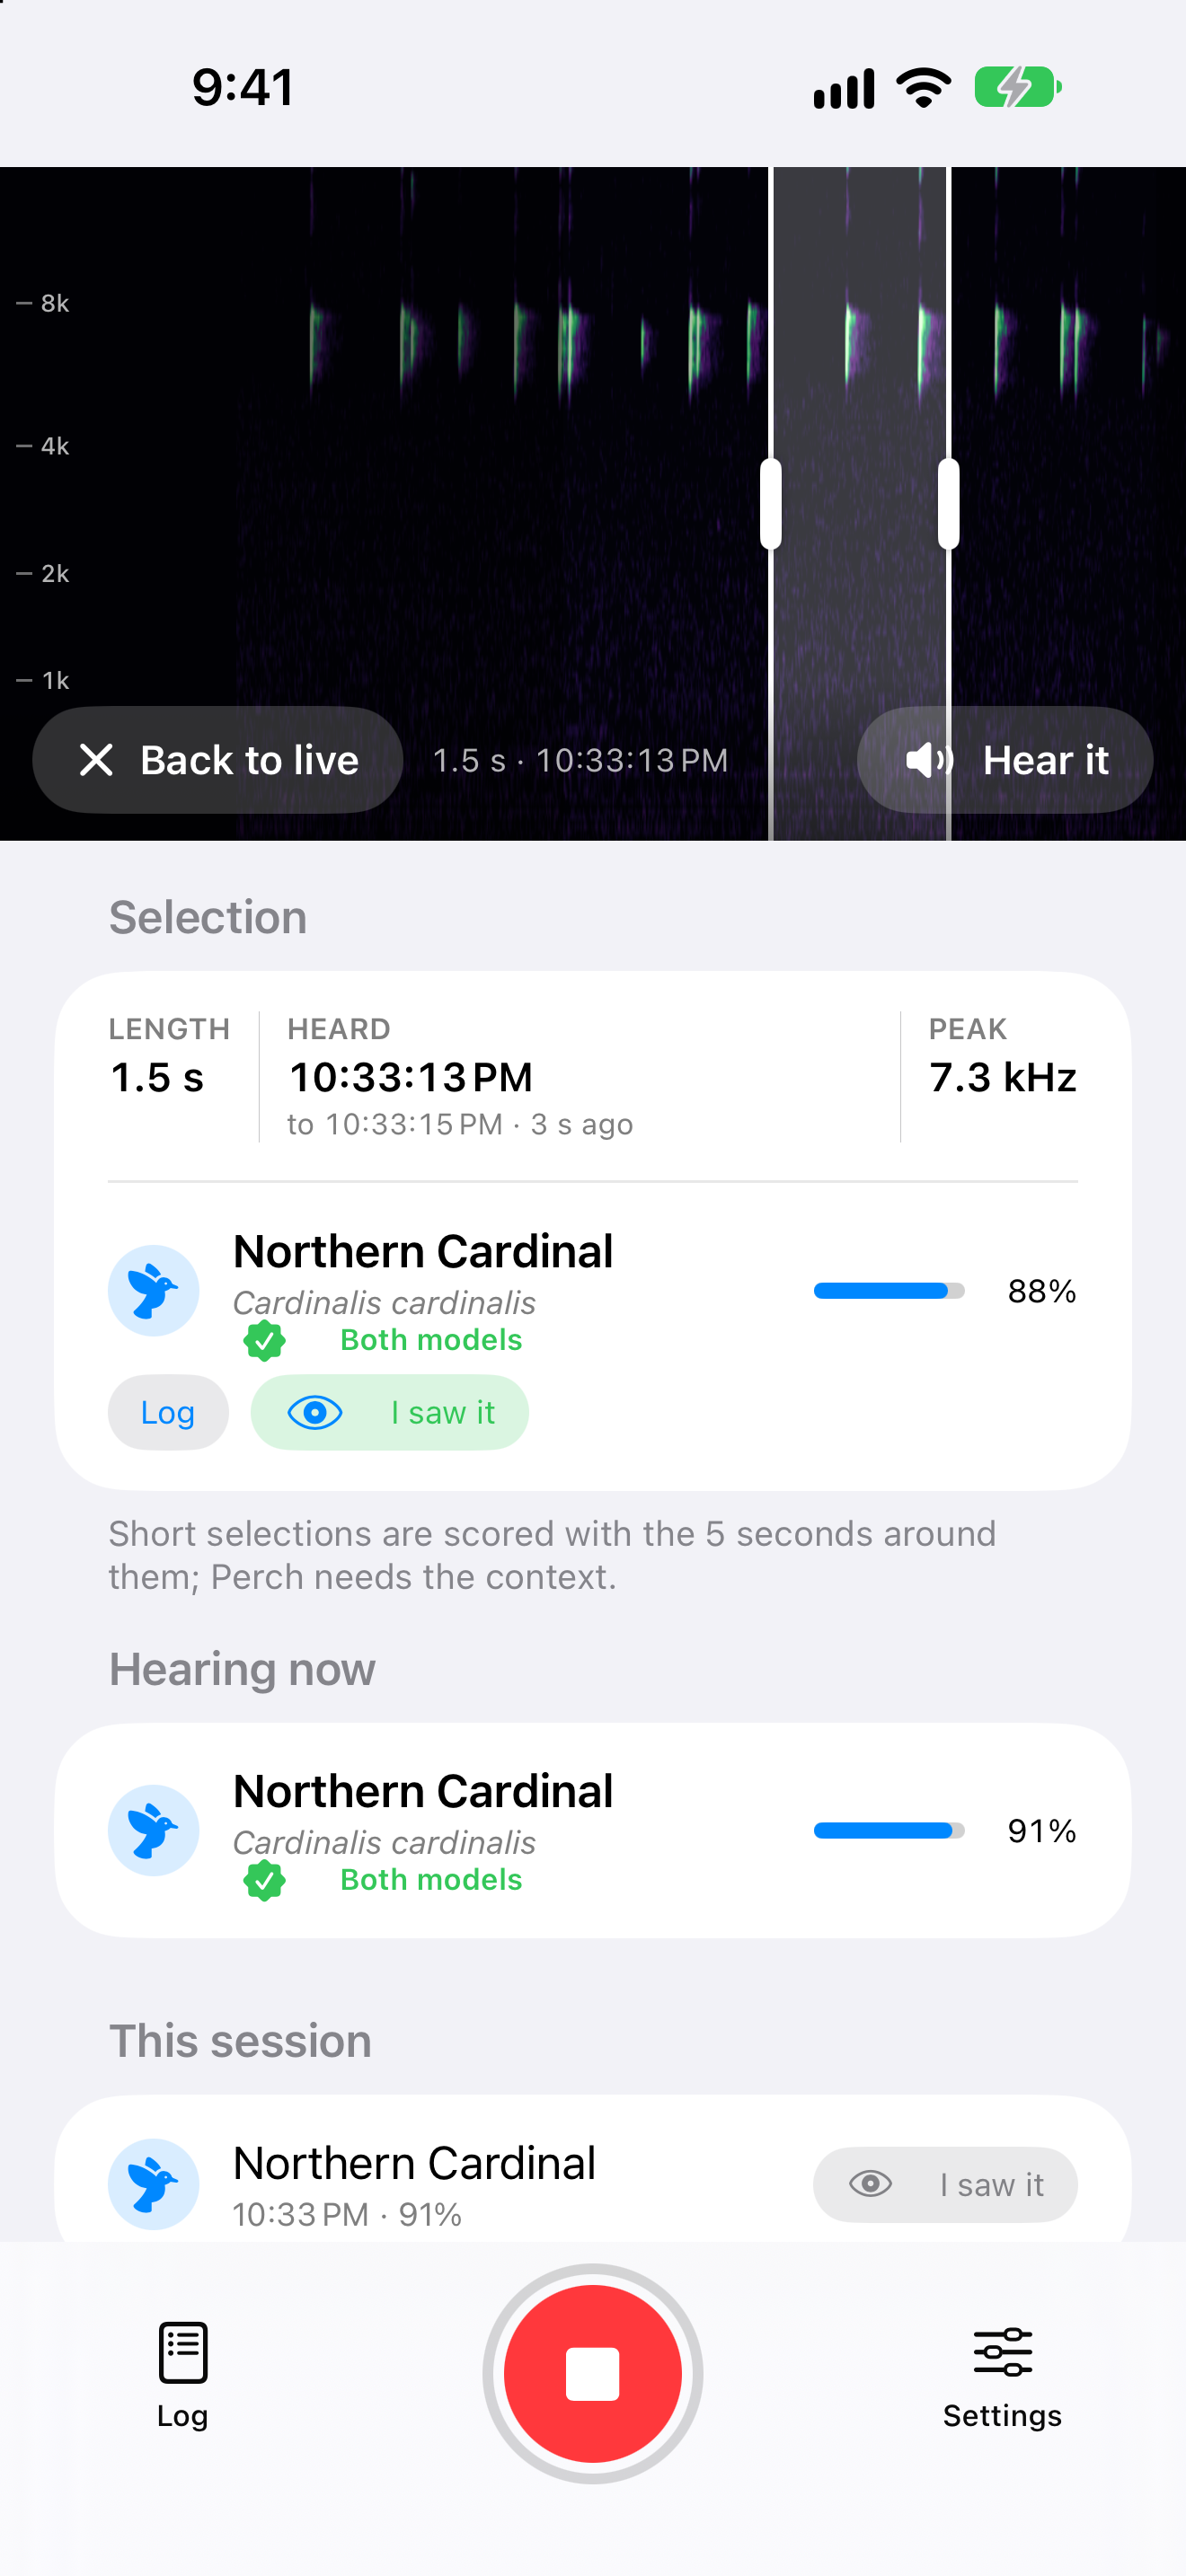 9:41
8k
4k
2k
1k
Back to live
1.5 s · 10:33:13 PM
Hear it
Selection
LENGTH
HEARD
PEAK
1.5 s
10:33:13 PM
7.3 kHz
to 10:33:15 PM · 3 s ago
Northern Cardinal
Cardinalis cardinalis
88%
Both models
Log
I saw it
Short selections are scored with the 5 seconds around
them; Perch needs the context.
Hearing now
Northern Cardinal
Cardinalis cardinalis
91%
Both models
This session
Northern Cardinal
10:33 PM · 91%
I saw it
Log
Settings